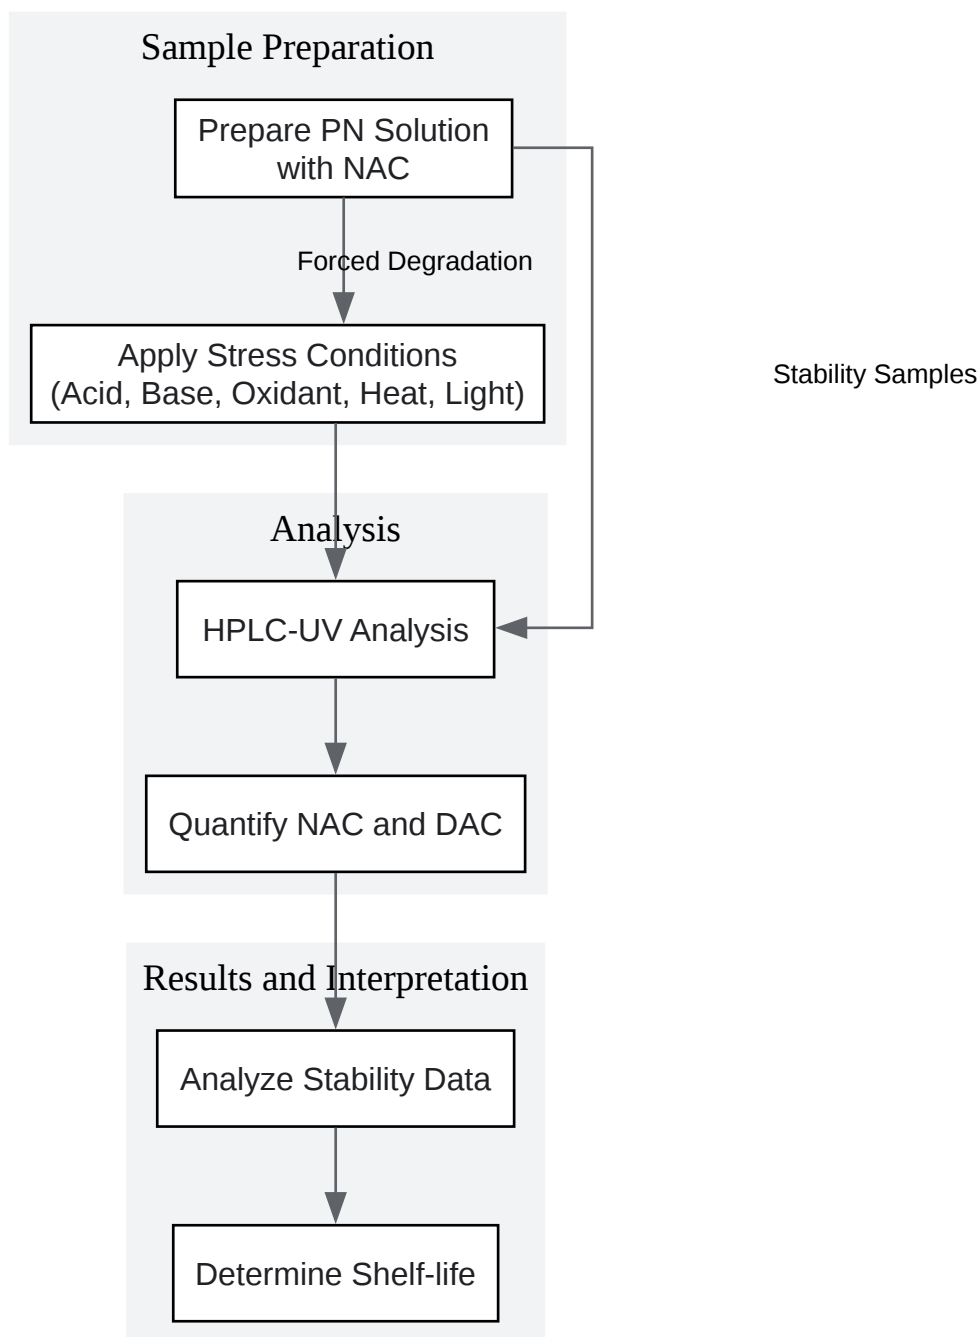 Sample Preparation
Prepare PN Solution
with NAC
Forced Degradation
Apply Stress Conditions
(Acid, Base, Oxidant, Heat, Light)
Stability Samples
Analysis
HPLC-UV Analysis
Quantify NAC and DAC
Results and Interpretation
Analyze Stability Data
Determine Shelf-life